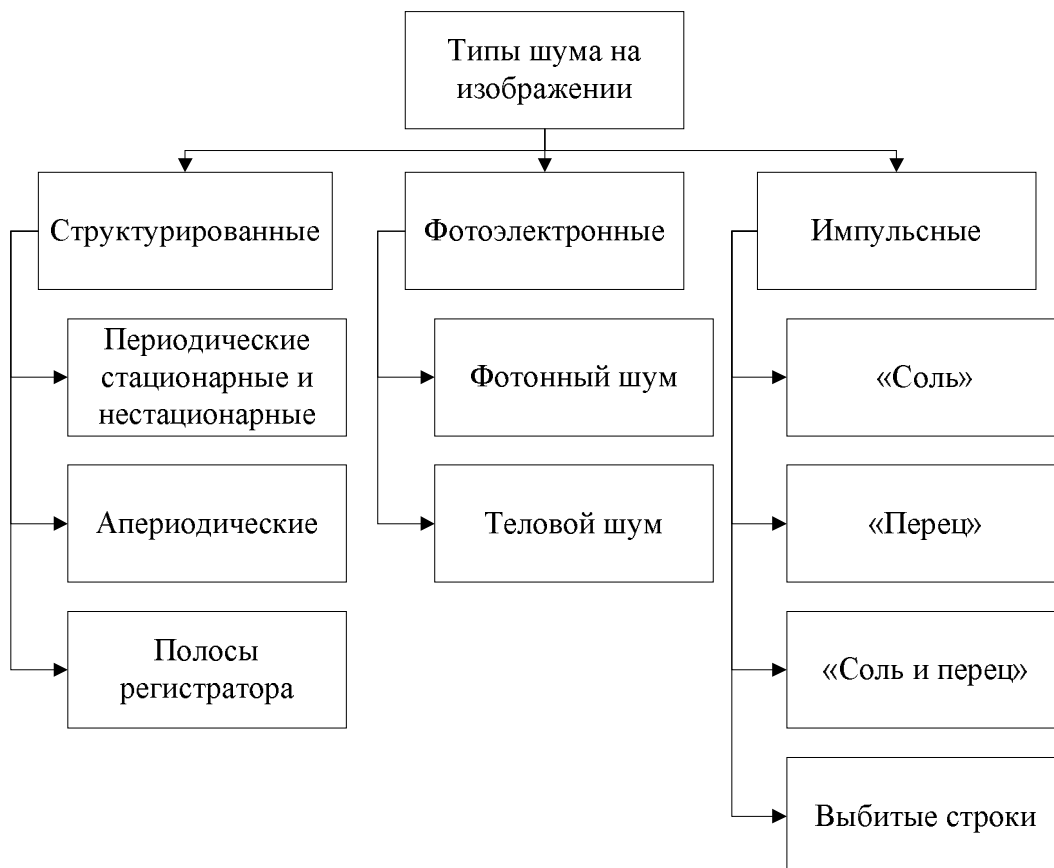 Типы шума на
изображении
Структурированные
Фотоэлектронные
Импульсные
Периодические
стационарные и
нестационарные
Фотонный шум
«Соль»
Апериодические
Теловой шум
«Перец»
Полосы
регистратора
«Соль и перец»
Выбитые строки